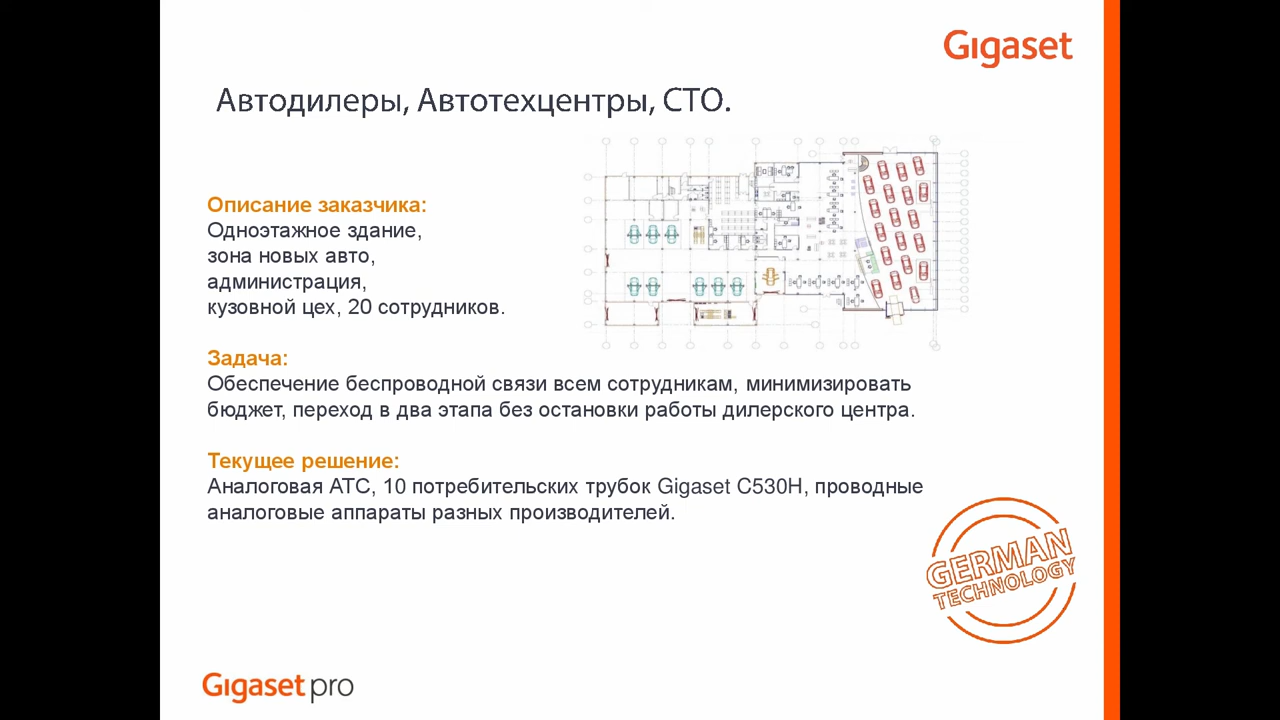 Gigaset
Автодилеры, Автотехцентры, СТО.
Описание заказчика:
Одноэтажное здание,
зона новых авто,
администрация,
кузовной цех, 20 сотрудников.
Задача:
Обеспечение беспроводной связи всем сотрудникам, минимизировать
бюджет, переход в два этапа без остановки работы дилерского центра.
Текущее решение:
Аналоговая АТС, 10 потребительских трубок Gigaset C530H, проводные
аналоговые аппараты разных производителей.
GERMAN
TECHNOLOGY
Gigaset pro